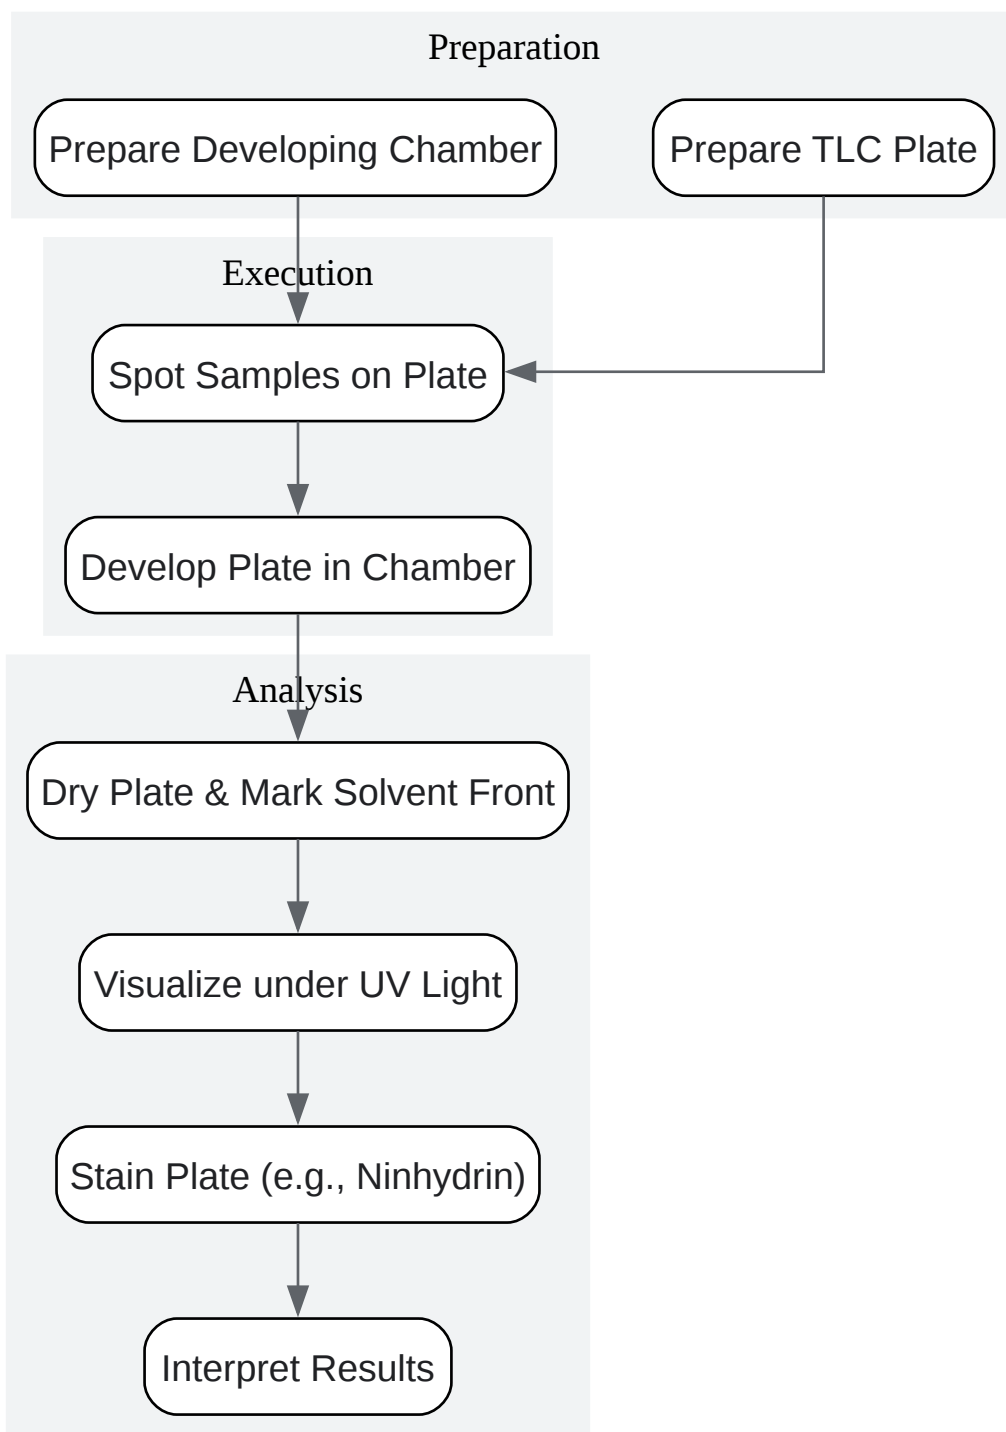 Preparation
Prepare Developing Chamber
Prepare TLC Plate
Execution
Spot Samples on Plate
Develop Plate in Chamber
Analysis
Dry Plate & Mark Solvent Front
Visualize under UV Light
Stain Plate (e.g., Ninhydrin)
Interpret Results